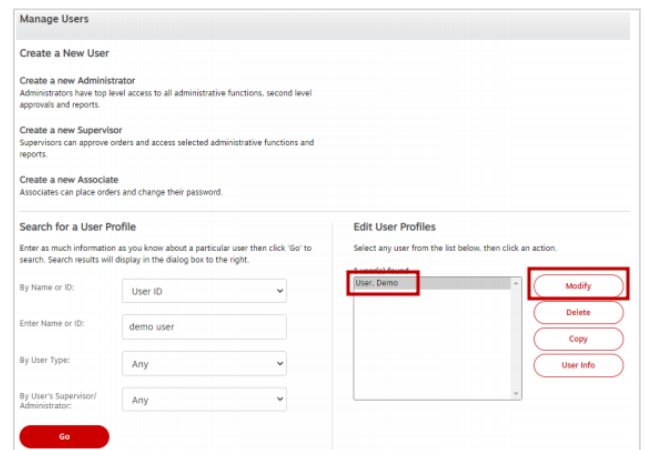 Manage Users
Create a New User
Create a new Administrator
Administrators have top level access to all administrative functions, second level
approvals and reports.
Create a new Supervisor
Supervisors can approve orders and access selected administrative functions and
reports.
Create a new Associate
Associates can place orders and change their password.
Search for a User Profile
Enter as much information as you know about a particular user then click 'Go' to
search. Search results will display in the dialog box to the right.
By Name or ID:
User ID
Enter Name or ID:
demo user
By User Type:
Any
By User's Supervisor/
Administrator:
Any
Go
Edit User Profiles
Select any user from the list below, then click an action.
1 user(s) found
User, Demo
Modify
Delete
Copy
User Info